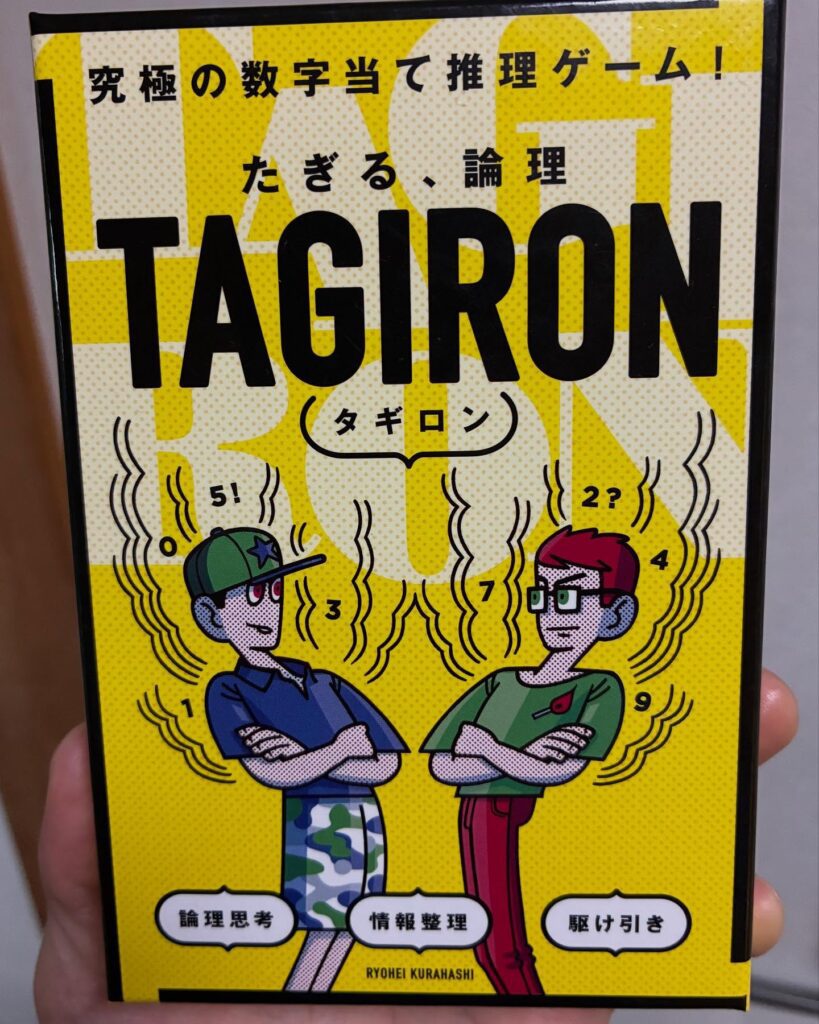 究極の数字当て推理ゲーム!
たぎる、論理
TAGIRON
タギロン
5!
2?
0
4
3
7
1
9
論理思考
情報整理
駆け引き
RYOHEI KURAHASHI
TAGI
RON